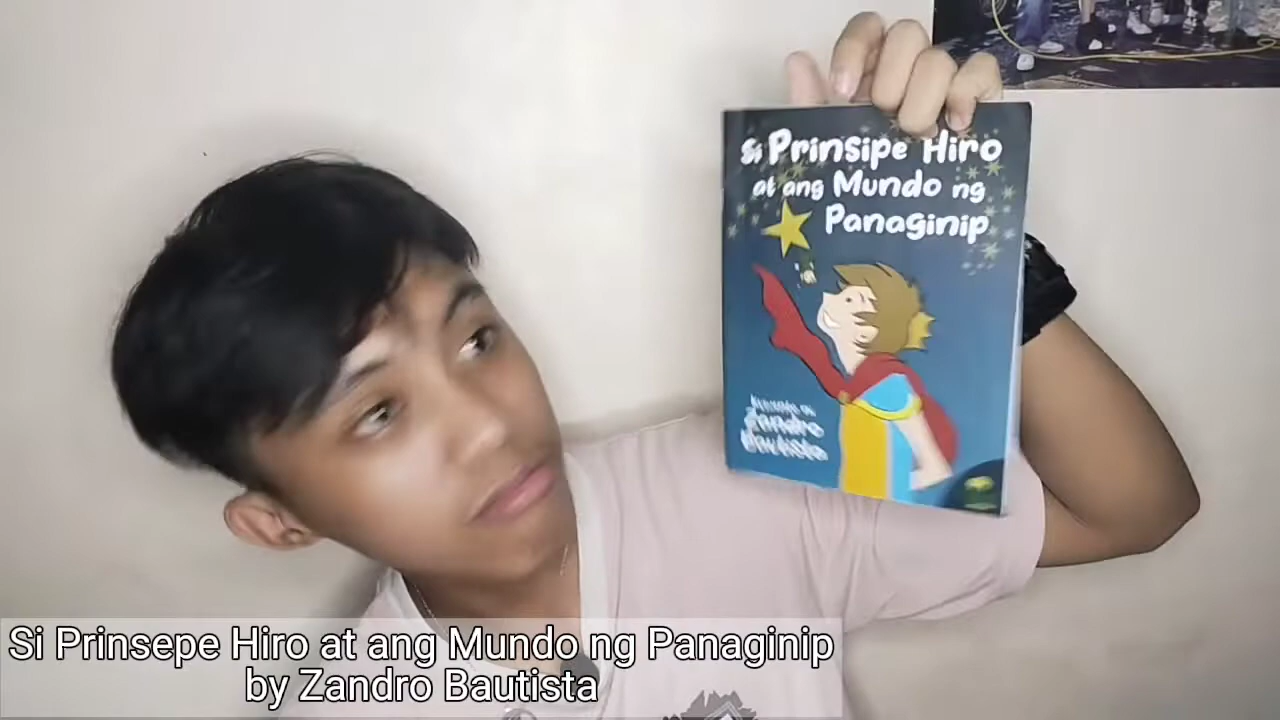 Si Prinsipe Hiro
at ang Mundo ng
Panaginip
Zandro
Bautista
Si Prinsepe Hiro at ang Mundo ng Panaginip
by Zandro Bautista